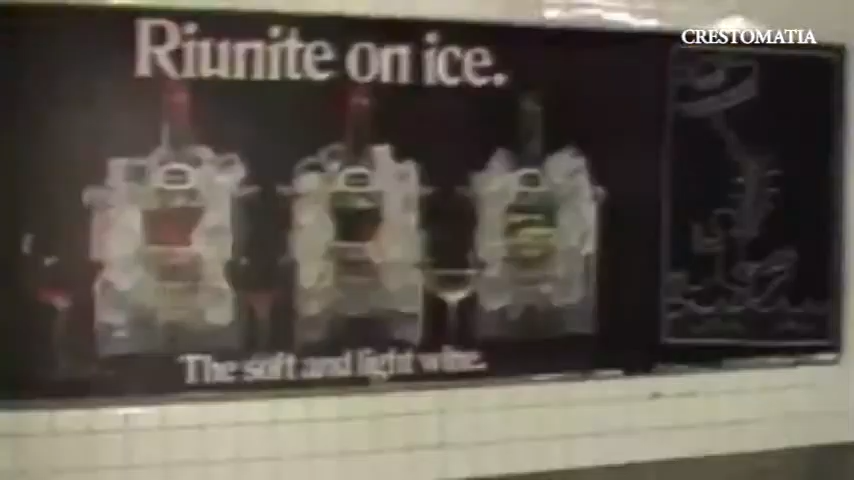 CRESTOMATIA
Riunite on ice.
The soft and light wine.